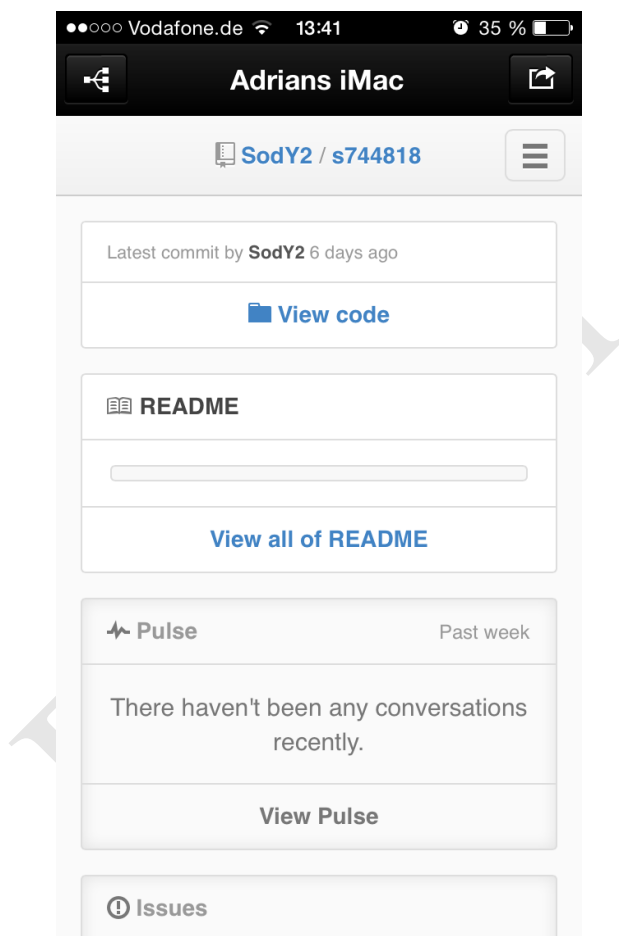 Vodafone.de 13:41 35 %
Adrians iMac
SodY2 / s744818
Latest commit by SodY2 6 days ago
View code
README
View all of README
Pulse Past week
There haven't been any conversations
recently.
View Pulse
Issues